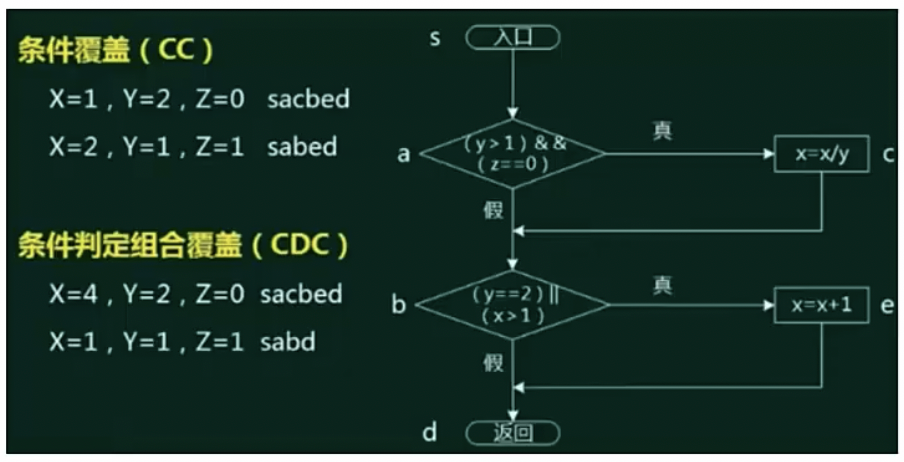 条件覆盖（CC）
X=1，Y=2，Z=0 sacbed
X=2，Y=1，Z=1 sabed
条件判定组合覆盖（CDC）
X=4，Y=2，Z=0 sacbed
X=1，Y=1，Z=1 sabd
s
入口
a
(y>1)&&
(z==0)
真
x=x/y
c
假
b
(y==2)||
(x>1)
真
x=x+1
e
假
d
返回